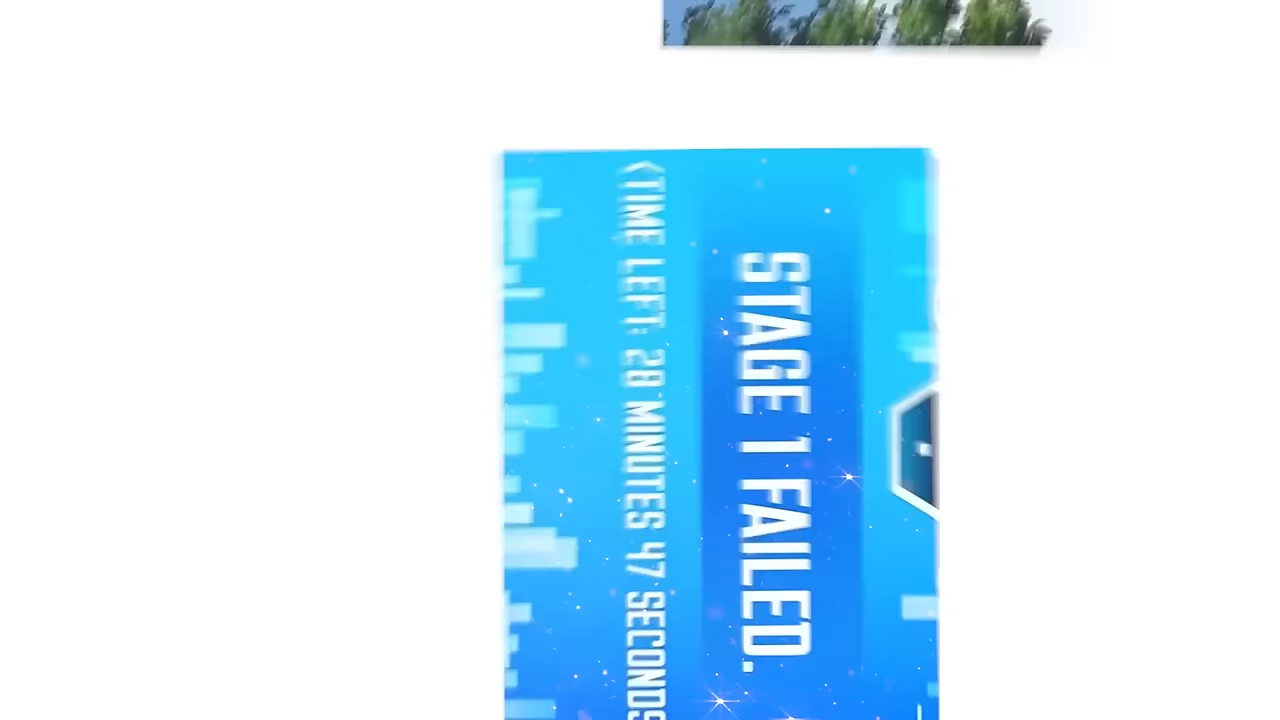 STAGE 1 FAILED.
<TIME LEFT: 28 MINUTES 47 SECONDS